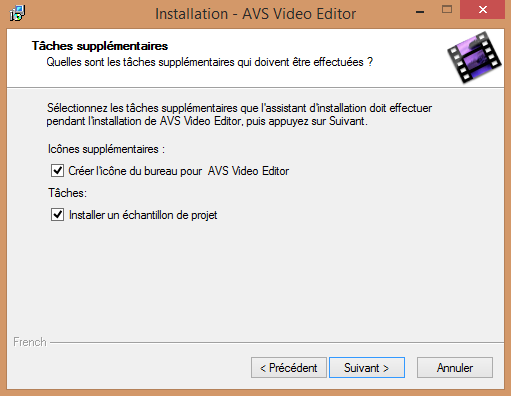 Installation - AVS Video Editor
Tâches supplémentaires
Quelles sont les tâches supplémentaires qui doivent être effectuées ?
Sélectionnez les tâches supplémentaires que l'assistant d'installation doit effectuer
pendant l'installation de AVS Video Editor, puis appuyez sur Suivant.
Icônes supplémentaires :
Créer l'icône du bureau pour  AVS Video Editor
Tâches:
Installer un échantillon de projet
French
< Précédent Suivant > Annuler